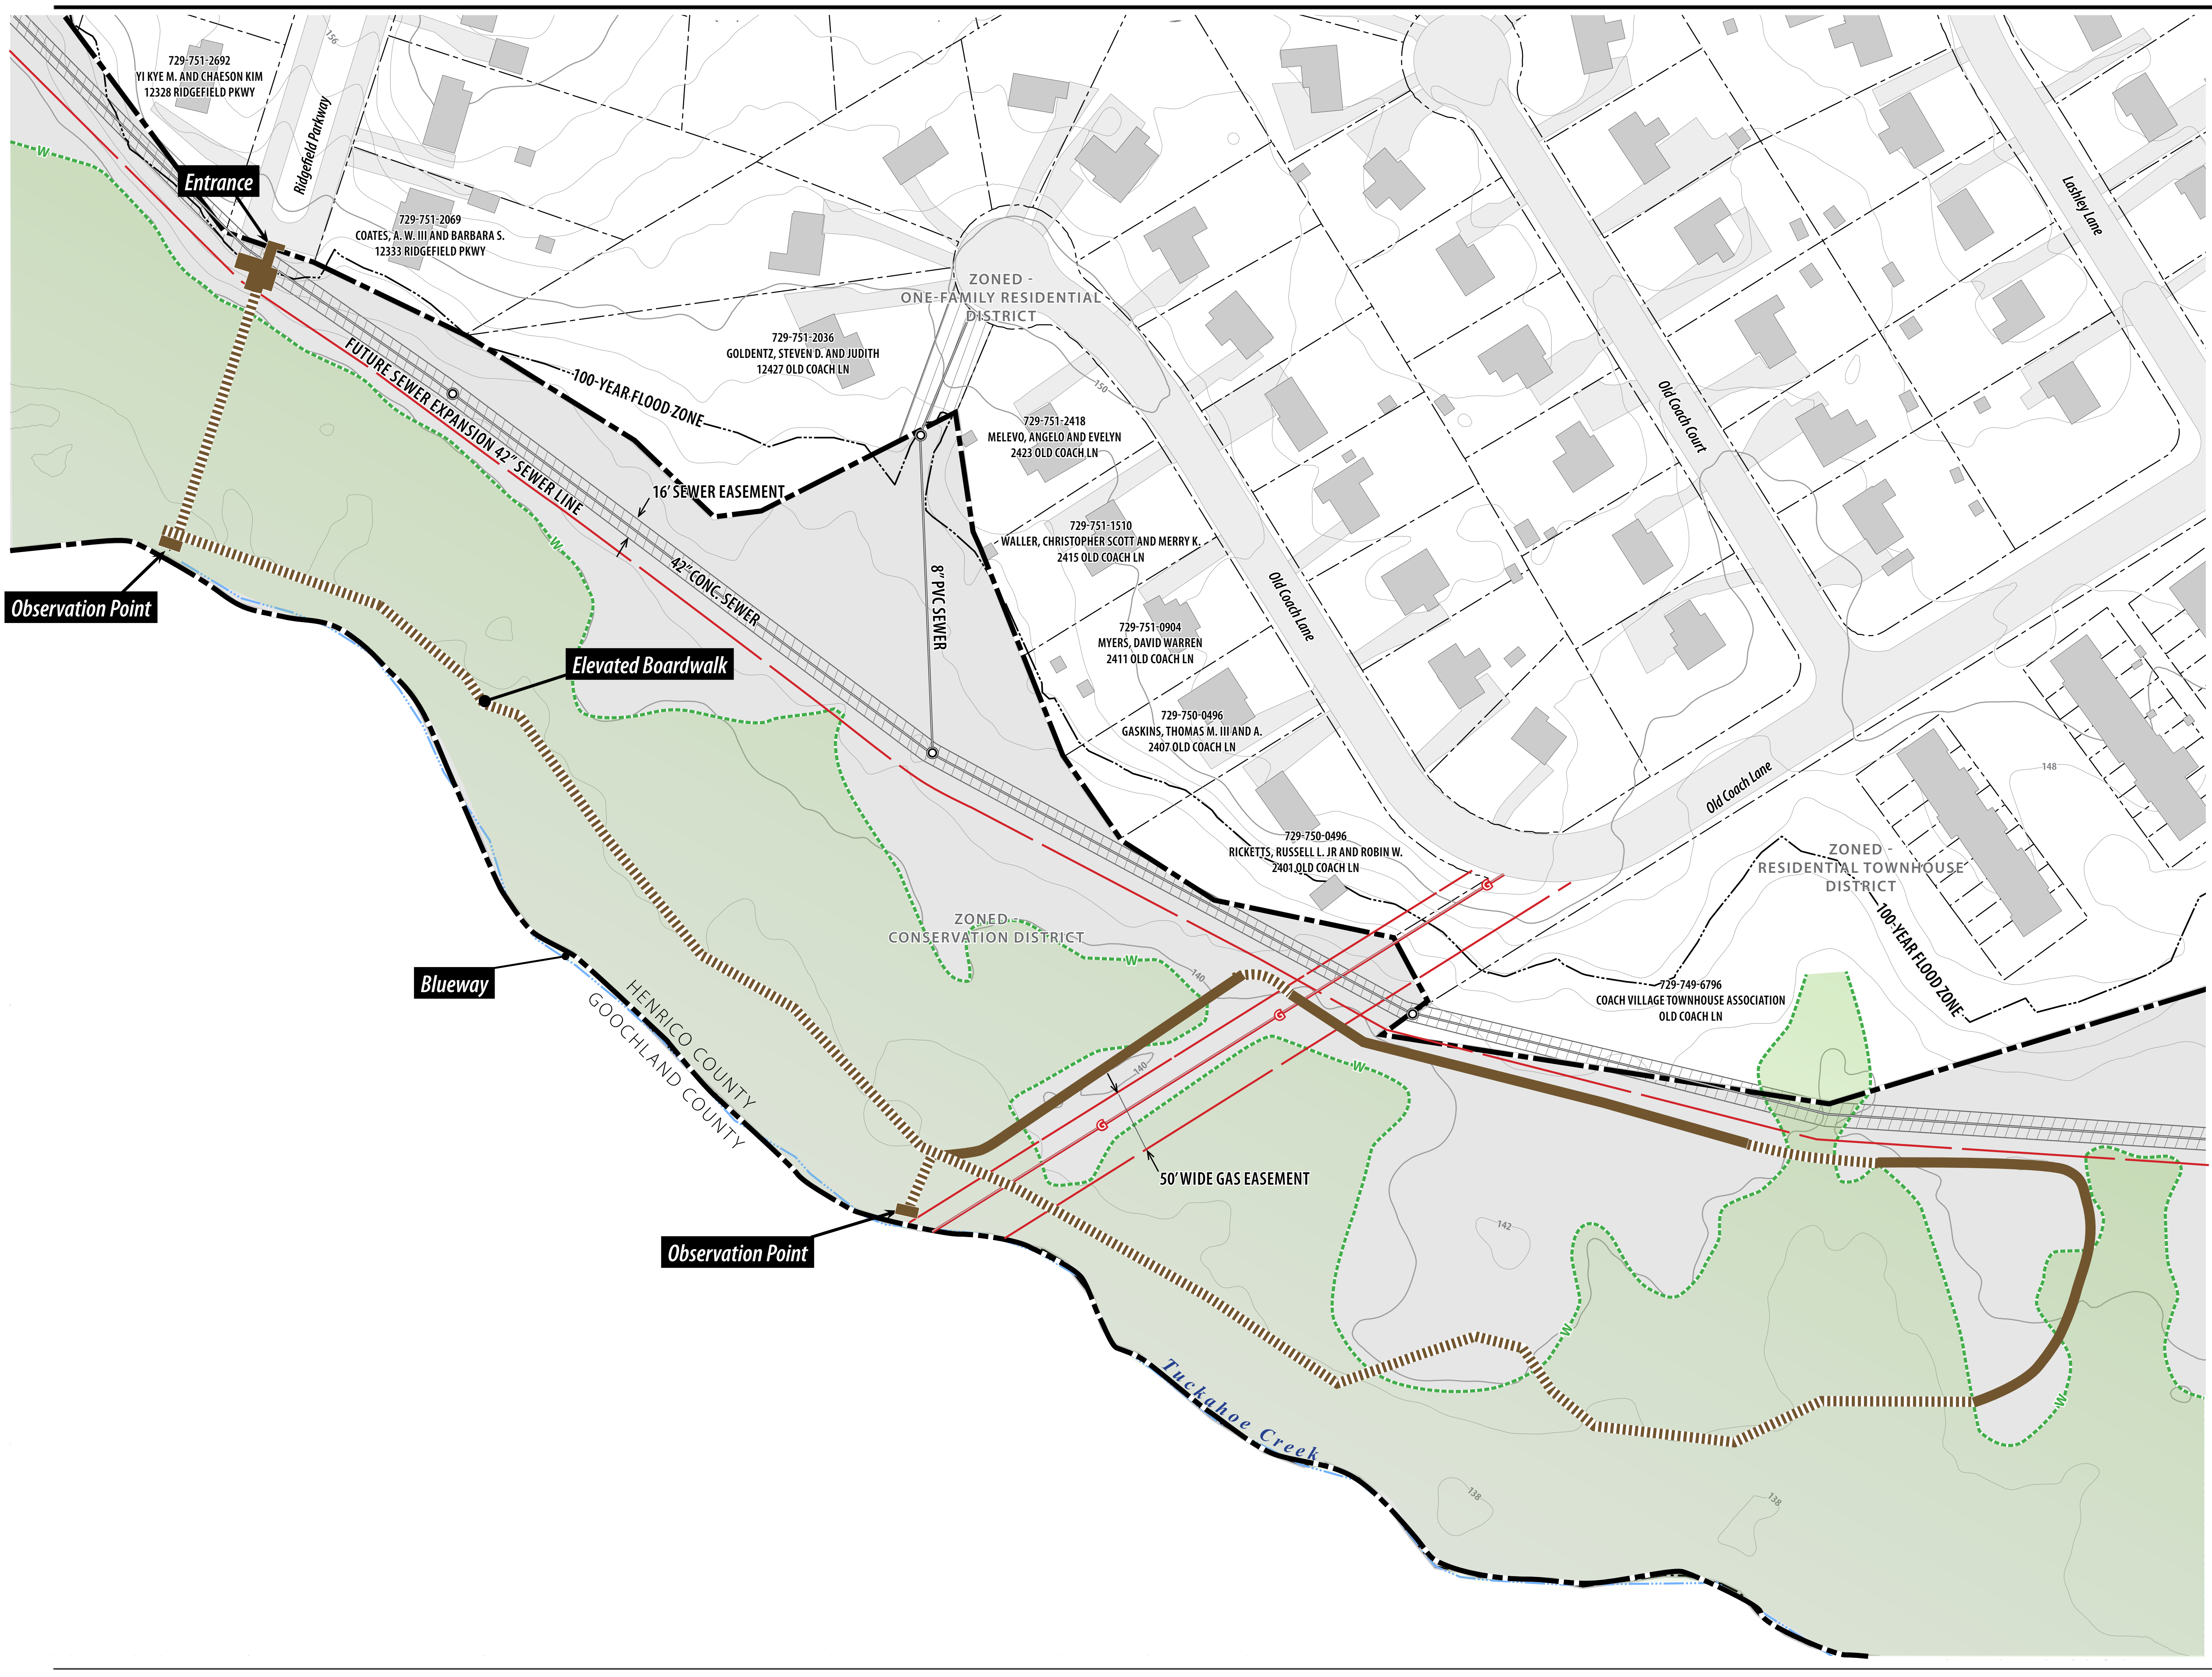 156
729-751-2692
YI KYE M. AND CHAESON KIM
12328 RIDGEFIELD PKWY
Ridgefield Parkway
W
Entrance
729-751-2069
COATES, A. W. III AND BARBARA S.
12333 RIDGEFIELD PKWY
Lashley Lane
ZONED -
ONE-FAMILY RESIDENTIAL
DISTRICT
729-751-2036
GOLDENTZ, STEVEN D. AND JUDITH
12427 OLD COACH LN
100-YEAR FLOOD ZONE
150
Old Coach Court
FUTURE SEWER EXPANSION 42" SEWER LINE
729-751-2418
MELEVO, ANGELO AND EVELYN
2423 OLD COACH LN
16' SEWER EASEMENT
729-751-1510
WALLER, CHRISTOPHER SCOTT AND MERRY K.
2415 OLD COACH LN
W
42" CONC. SEWER
8" PVC SEWER
Old Coach Lane
Observation Point
729-751-0904
MYERS, DAVID WARREN
2411 OLD COACH LN
Elevated Boardwalk
729-750-0496
GASKINS, THOMAS M. III AND A.
2407 OLD COACH LN
148
Old Coach Lane
729-750-0496
RICKETTS, RUSSELL L. JR AND ROBIN W.
2401 OLD COACH LN
ZONED -
RESIDENTIAL TOWNHOUSE
DISTRICT
G
100-YEAR FLOOD ZONE
ZONED -
CONSERVATION DISTRICT
W
140
Blueway
729-749-6796
COACH VILLAGE TOWNHOUSE ASSOCIATION
OLD COACH LN
HENRICO COUNTY
GOOCHLAND COUNTY
G
140
W
G
50' WIDE GAS EASEMENT
142
Observation Point
W
Tuckahoe Creek
W
138
138